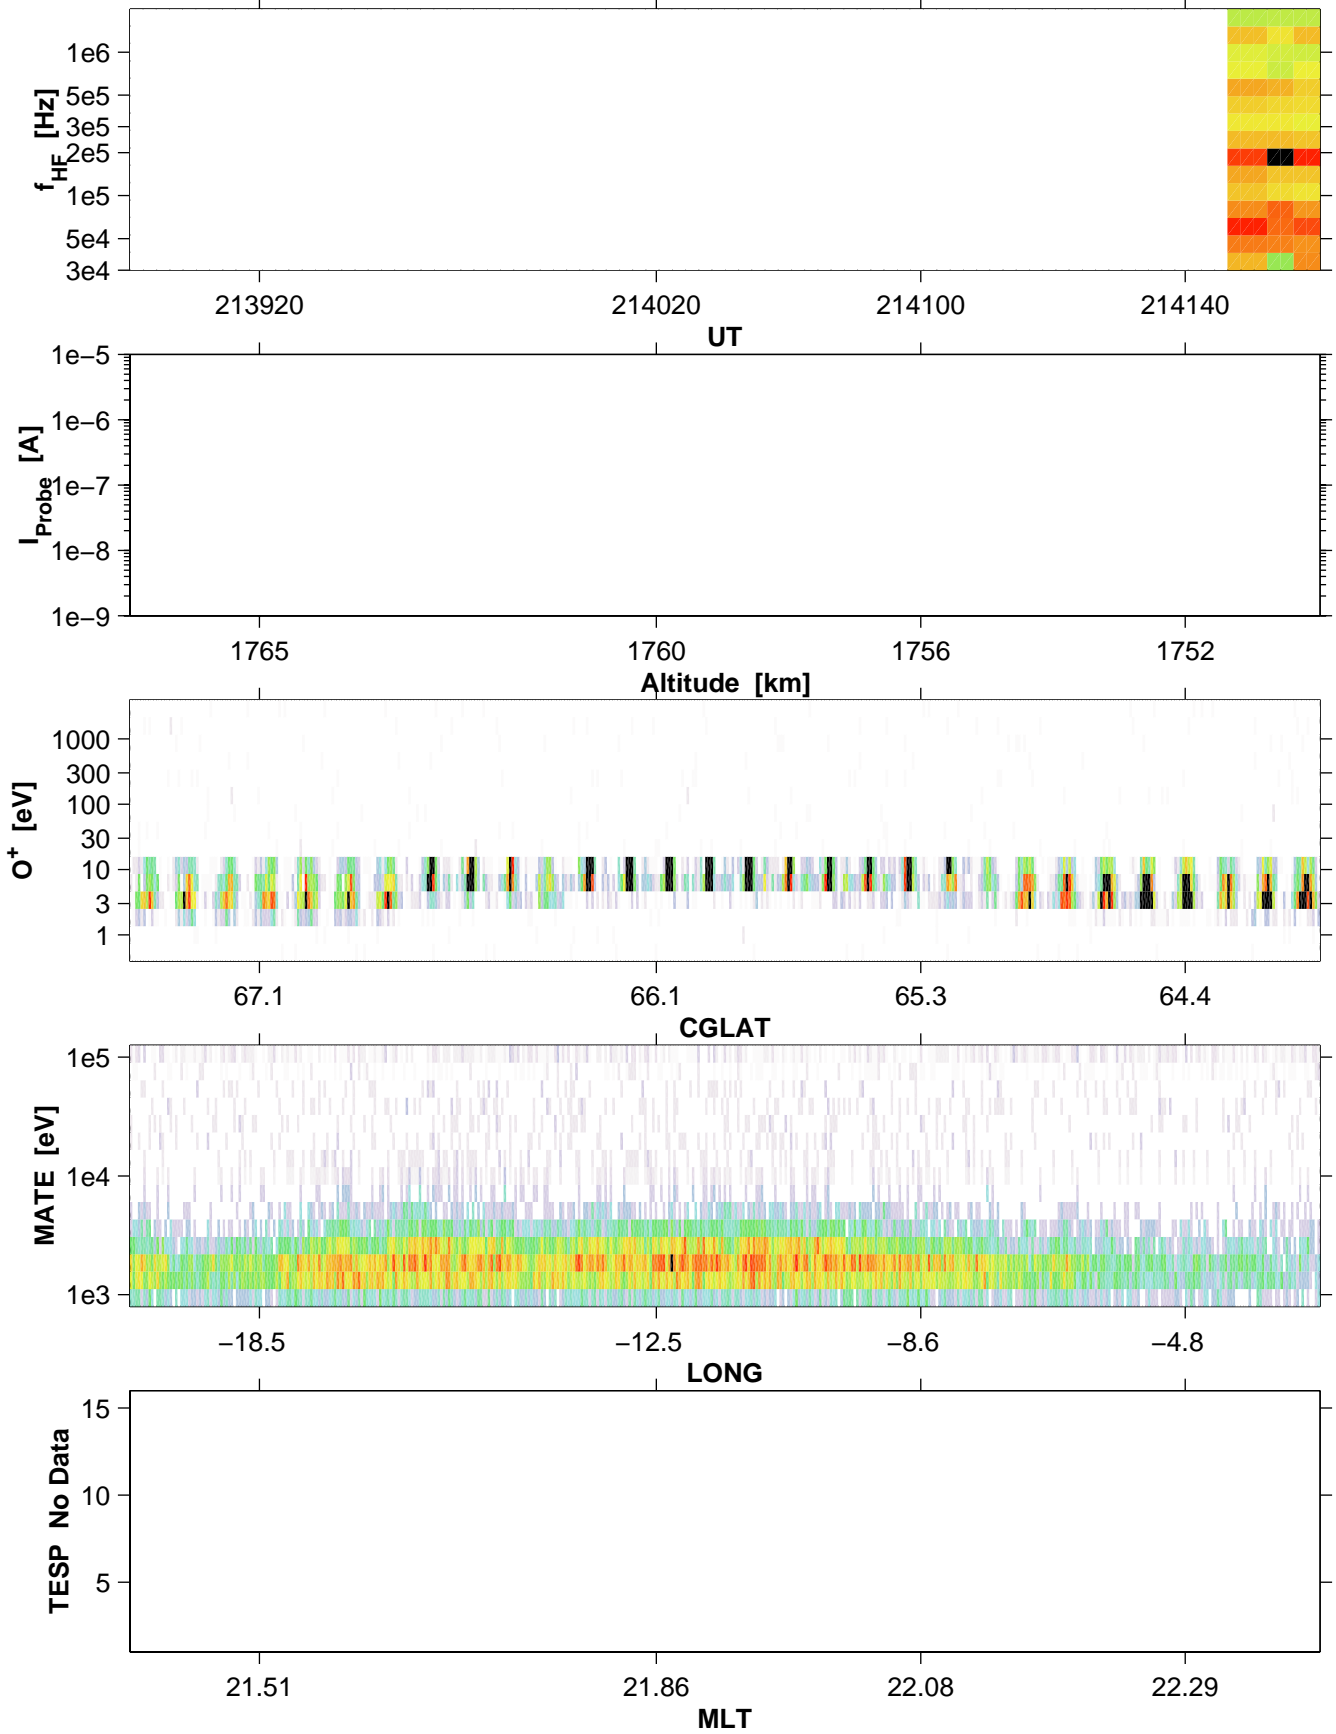 f_HF [Hz]
1e6
5e5
3e5
2e5
1e5
5e4
3e4
213920 214020 214100 214140
UT
I_Probe [A]
1e−5
1e−6
1e−7
1e−8
1e−9
1765 1760 1756 1752
Altitude [km]
O⁺ [eV]
1000
300
100
30
10
3
1
67.1 66.1 65.3 64.4
CGLAT
MATE [eV]
1e5
1e4
1e3
−18.5 −12.5 −8.6 −4.8
LONG
TESP No Data
15
10
5
21.51 21.86 22.08 22.29
MLT